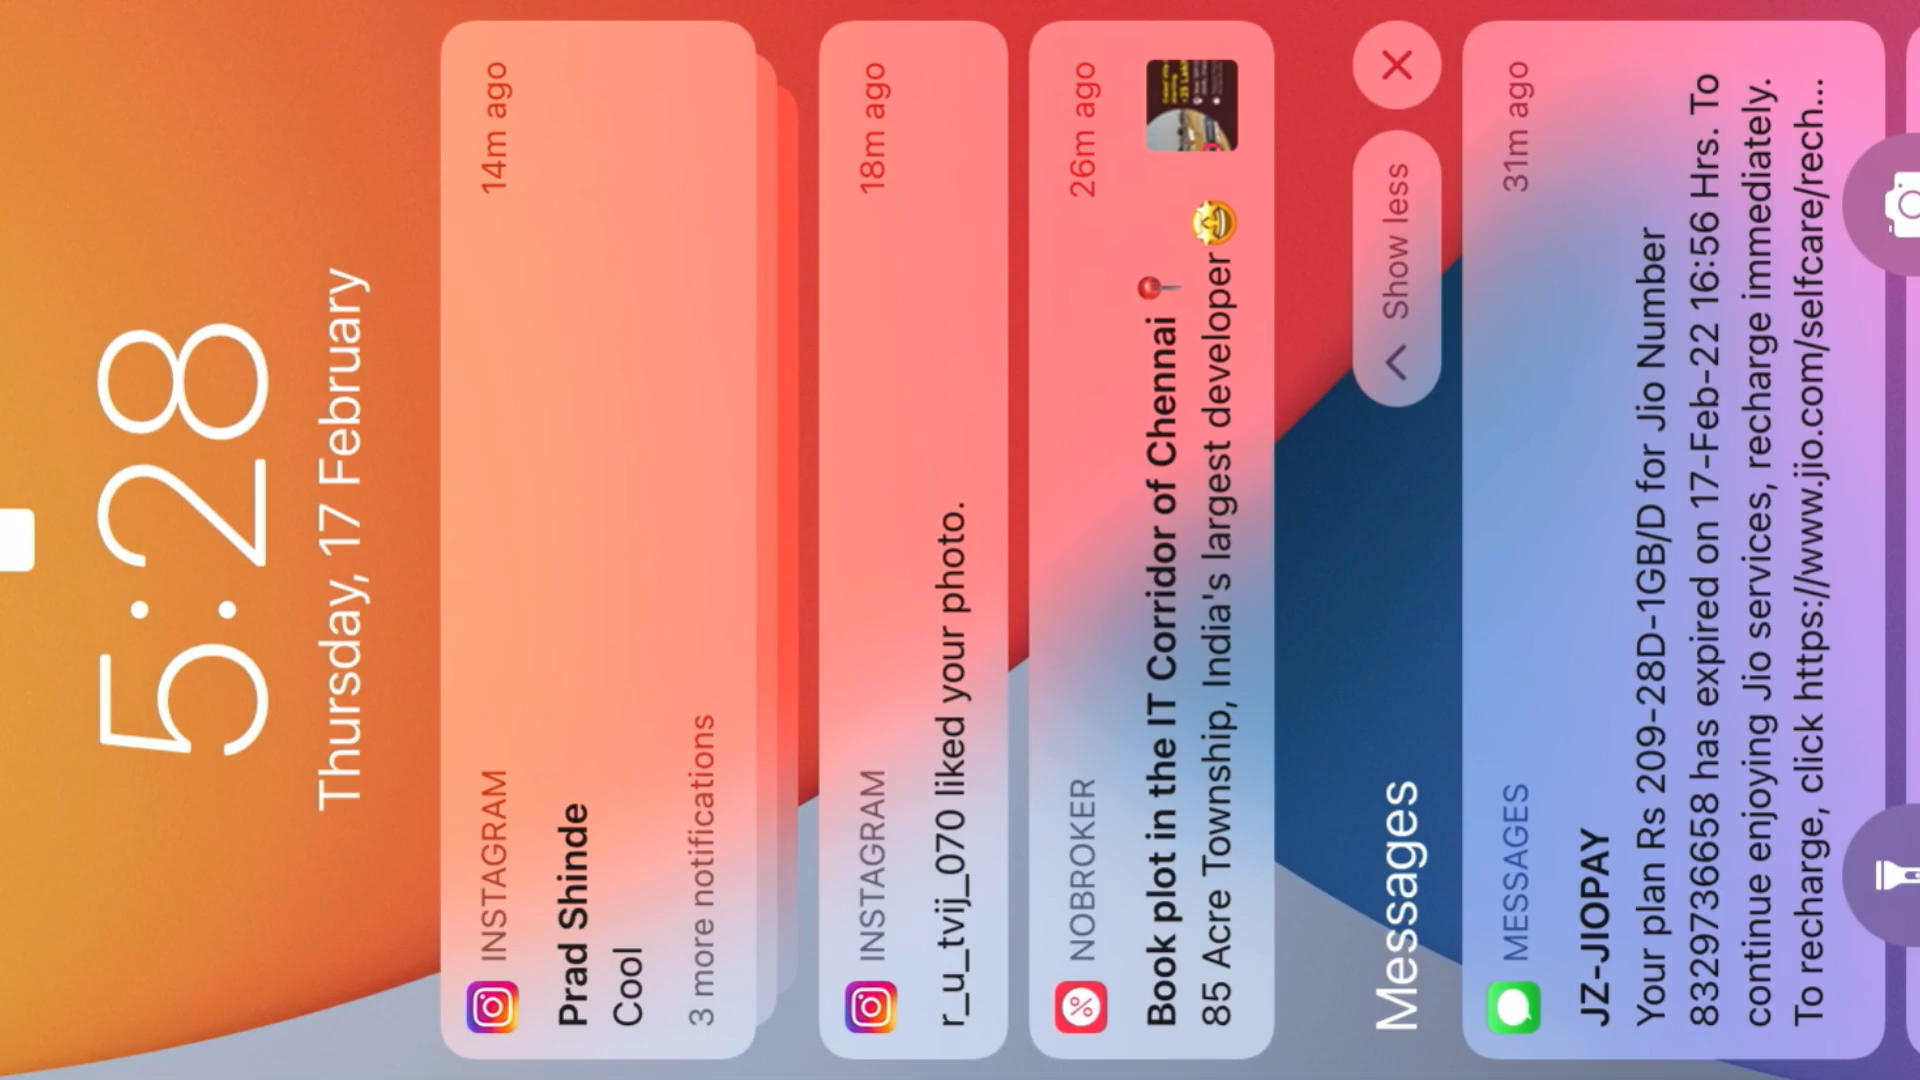 5:28
Thursday, 17 February
INSTAGRAM
14m ago
Prad Shinde
Cool
3 more notifications
INSTAGRAM
18m ago
r_u_tvij_070 liked your photo.
NOBROKER
26m ago
Book plot in the IT Corridor of Chennai📍
85 Acre Township, India's largest developer 🤩
Messages
Show less
MESSAGES
31m ago
JZ-JIOPAY
Your plan Rs 209-28D-1GB/D for Jio Number
8329736658 has expired on 17-Feb-22 16:56 Hrs. To
continue enjoying Jio services, recharge immediately.
To recharge, click https://www.jio.com/selfcare/rech...